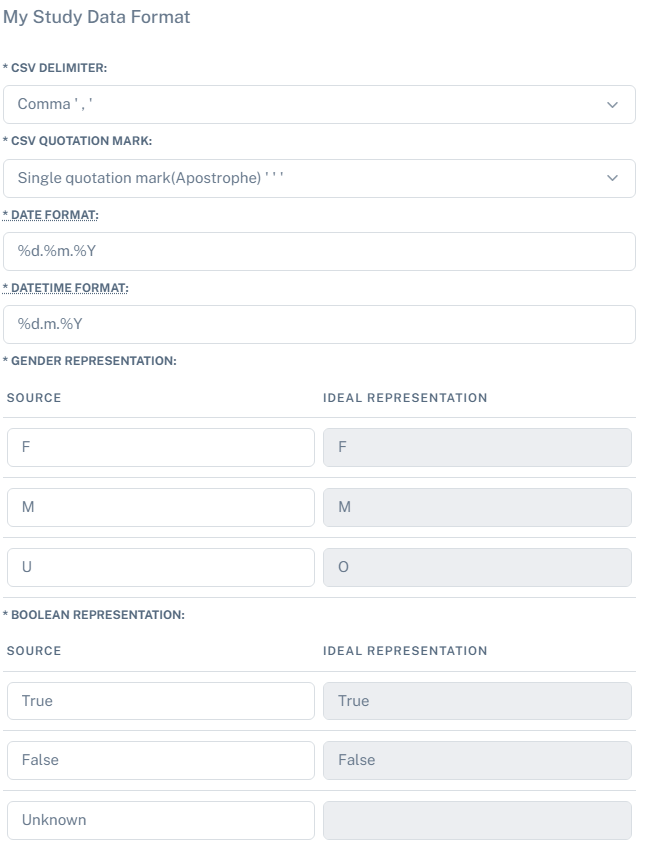 My Study Data Format
* CSV DELIMITER:
Comma ' , '
* CSV QUOTATION MARK:
Single quotation mark(Apostrophe) ' ' '
* DATE FORMAT:
%d.%m.%Y
* DATETIME FORMAT:
%d.m.%Y
* GENDER REPRESENTATION:
SOURCE IDEAL REPRESENTATION
F F
M M
U O
* BOOLEAN REPRESENTATION:
SOURCE IDEAL REPRESENTATION
True True
False False
Unknown